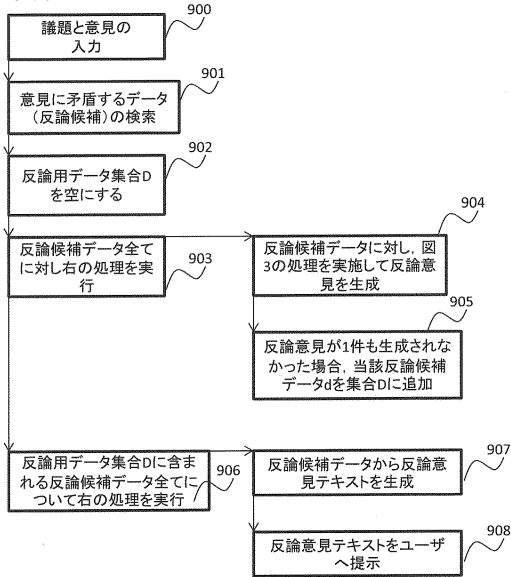 900
議題と意見の
入力
901
意見に矛盾するデータ
(反論候補)の検索
902
反論用データ集合D
を空にする
903
反論候補データ全て
に対し右の処理を実
行
904
反論候補データに対し,図
3の処理を実施して反論意
見を生成
905
反論意見が1件も生成されな
かった場合,当該反論候補
データdを集合Dに追加
906
反論用データ集合Dに含ま
れる反論候補データ全てに
ついて右の処理を実行
907
反論候補データから反論意
見テキストを生成
908
反論意見テキストをユーザ
へ提示